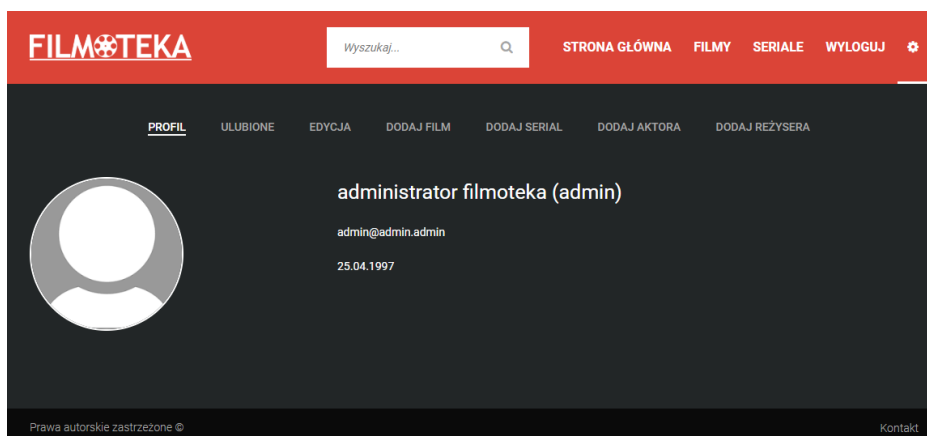 FILMOTEKA
Wyszukaj...
STRONA GŁÓWNA FILMY SERIALE WYLOGUJ
PROFIL ULUBIONE EDYCJA DODAJ FILM DODAJ SERIAL DODAJ AKTORA DODAJ REŻYSERA
administrator filmoteka (admin)
admin@admin.admin
25.04.1997
Prawa autorskie zastrzeżone © Kontakt